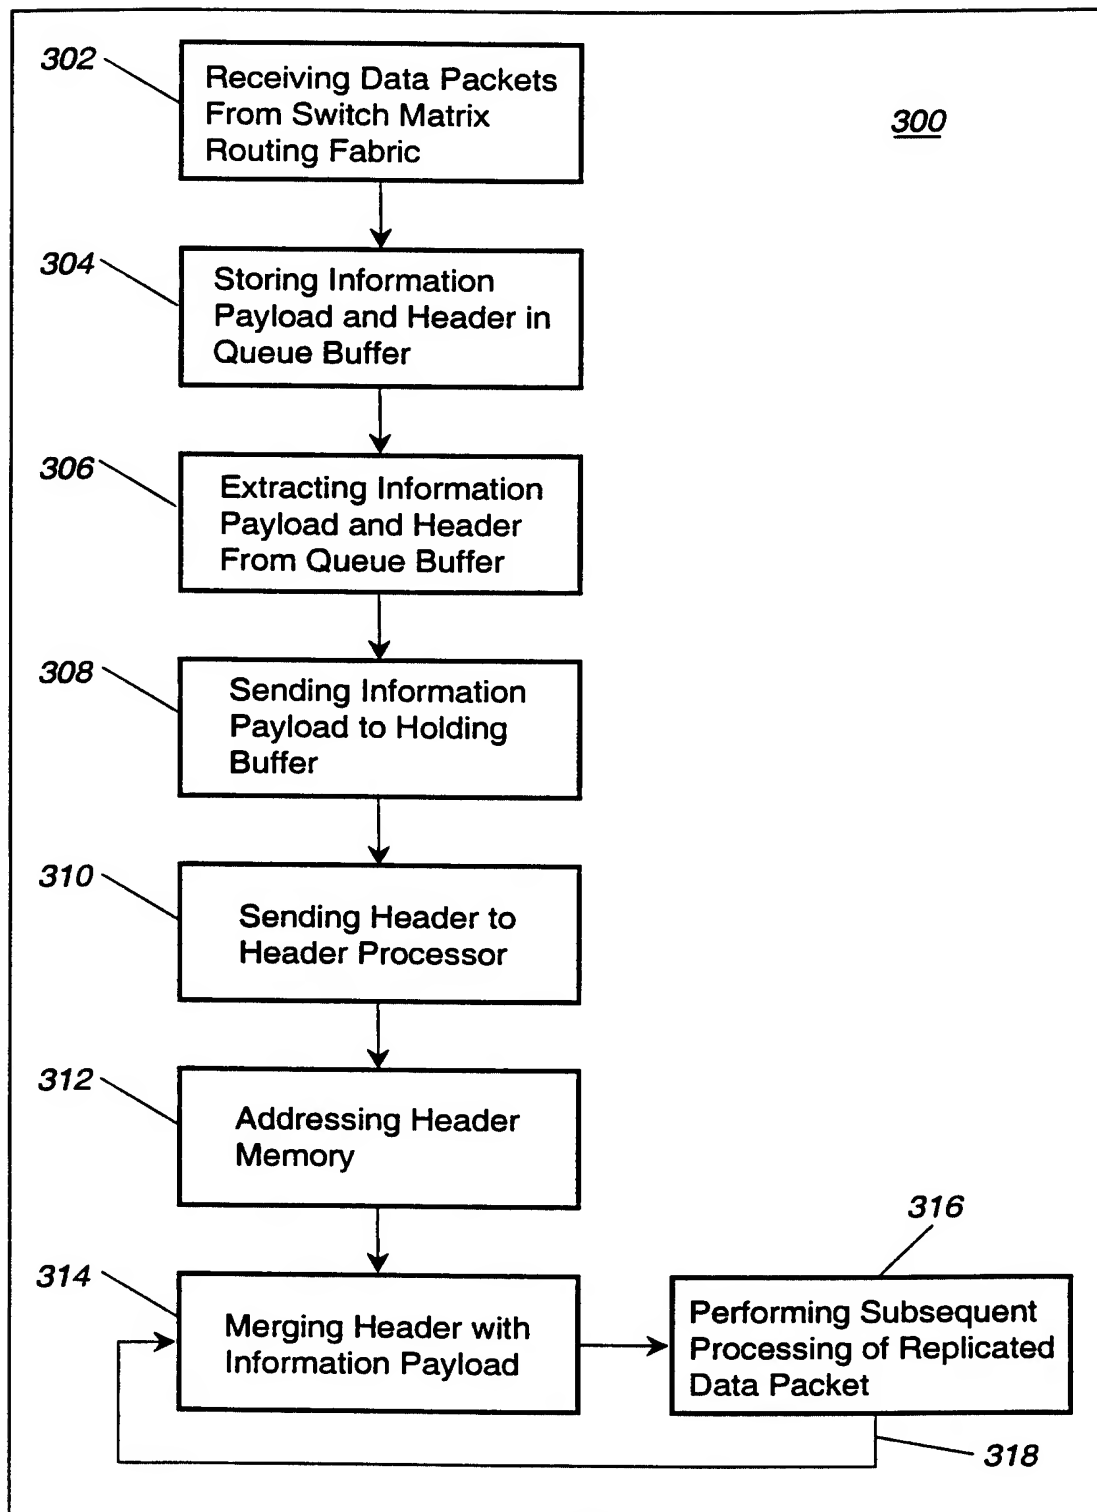 302
Receiving Data Packets
From Switch Matrix
Routing Fabric
300
304
Storing Information
Payload and Header in
Queue Buffer
306
Extracting Information
Payload and Header
From Queue Buffer
308
Sending Information
Payload to Holding
Buffer
310
Sending Header to
Header Processor
312
Addressing Header
Memory
314
Merging Header with
Information Payload
316
Performing Subsequent
Processing of Replicated
Data Packet
318